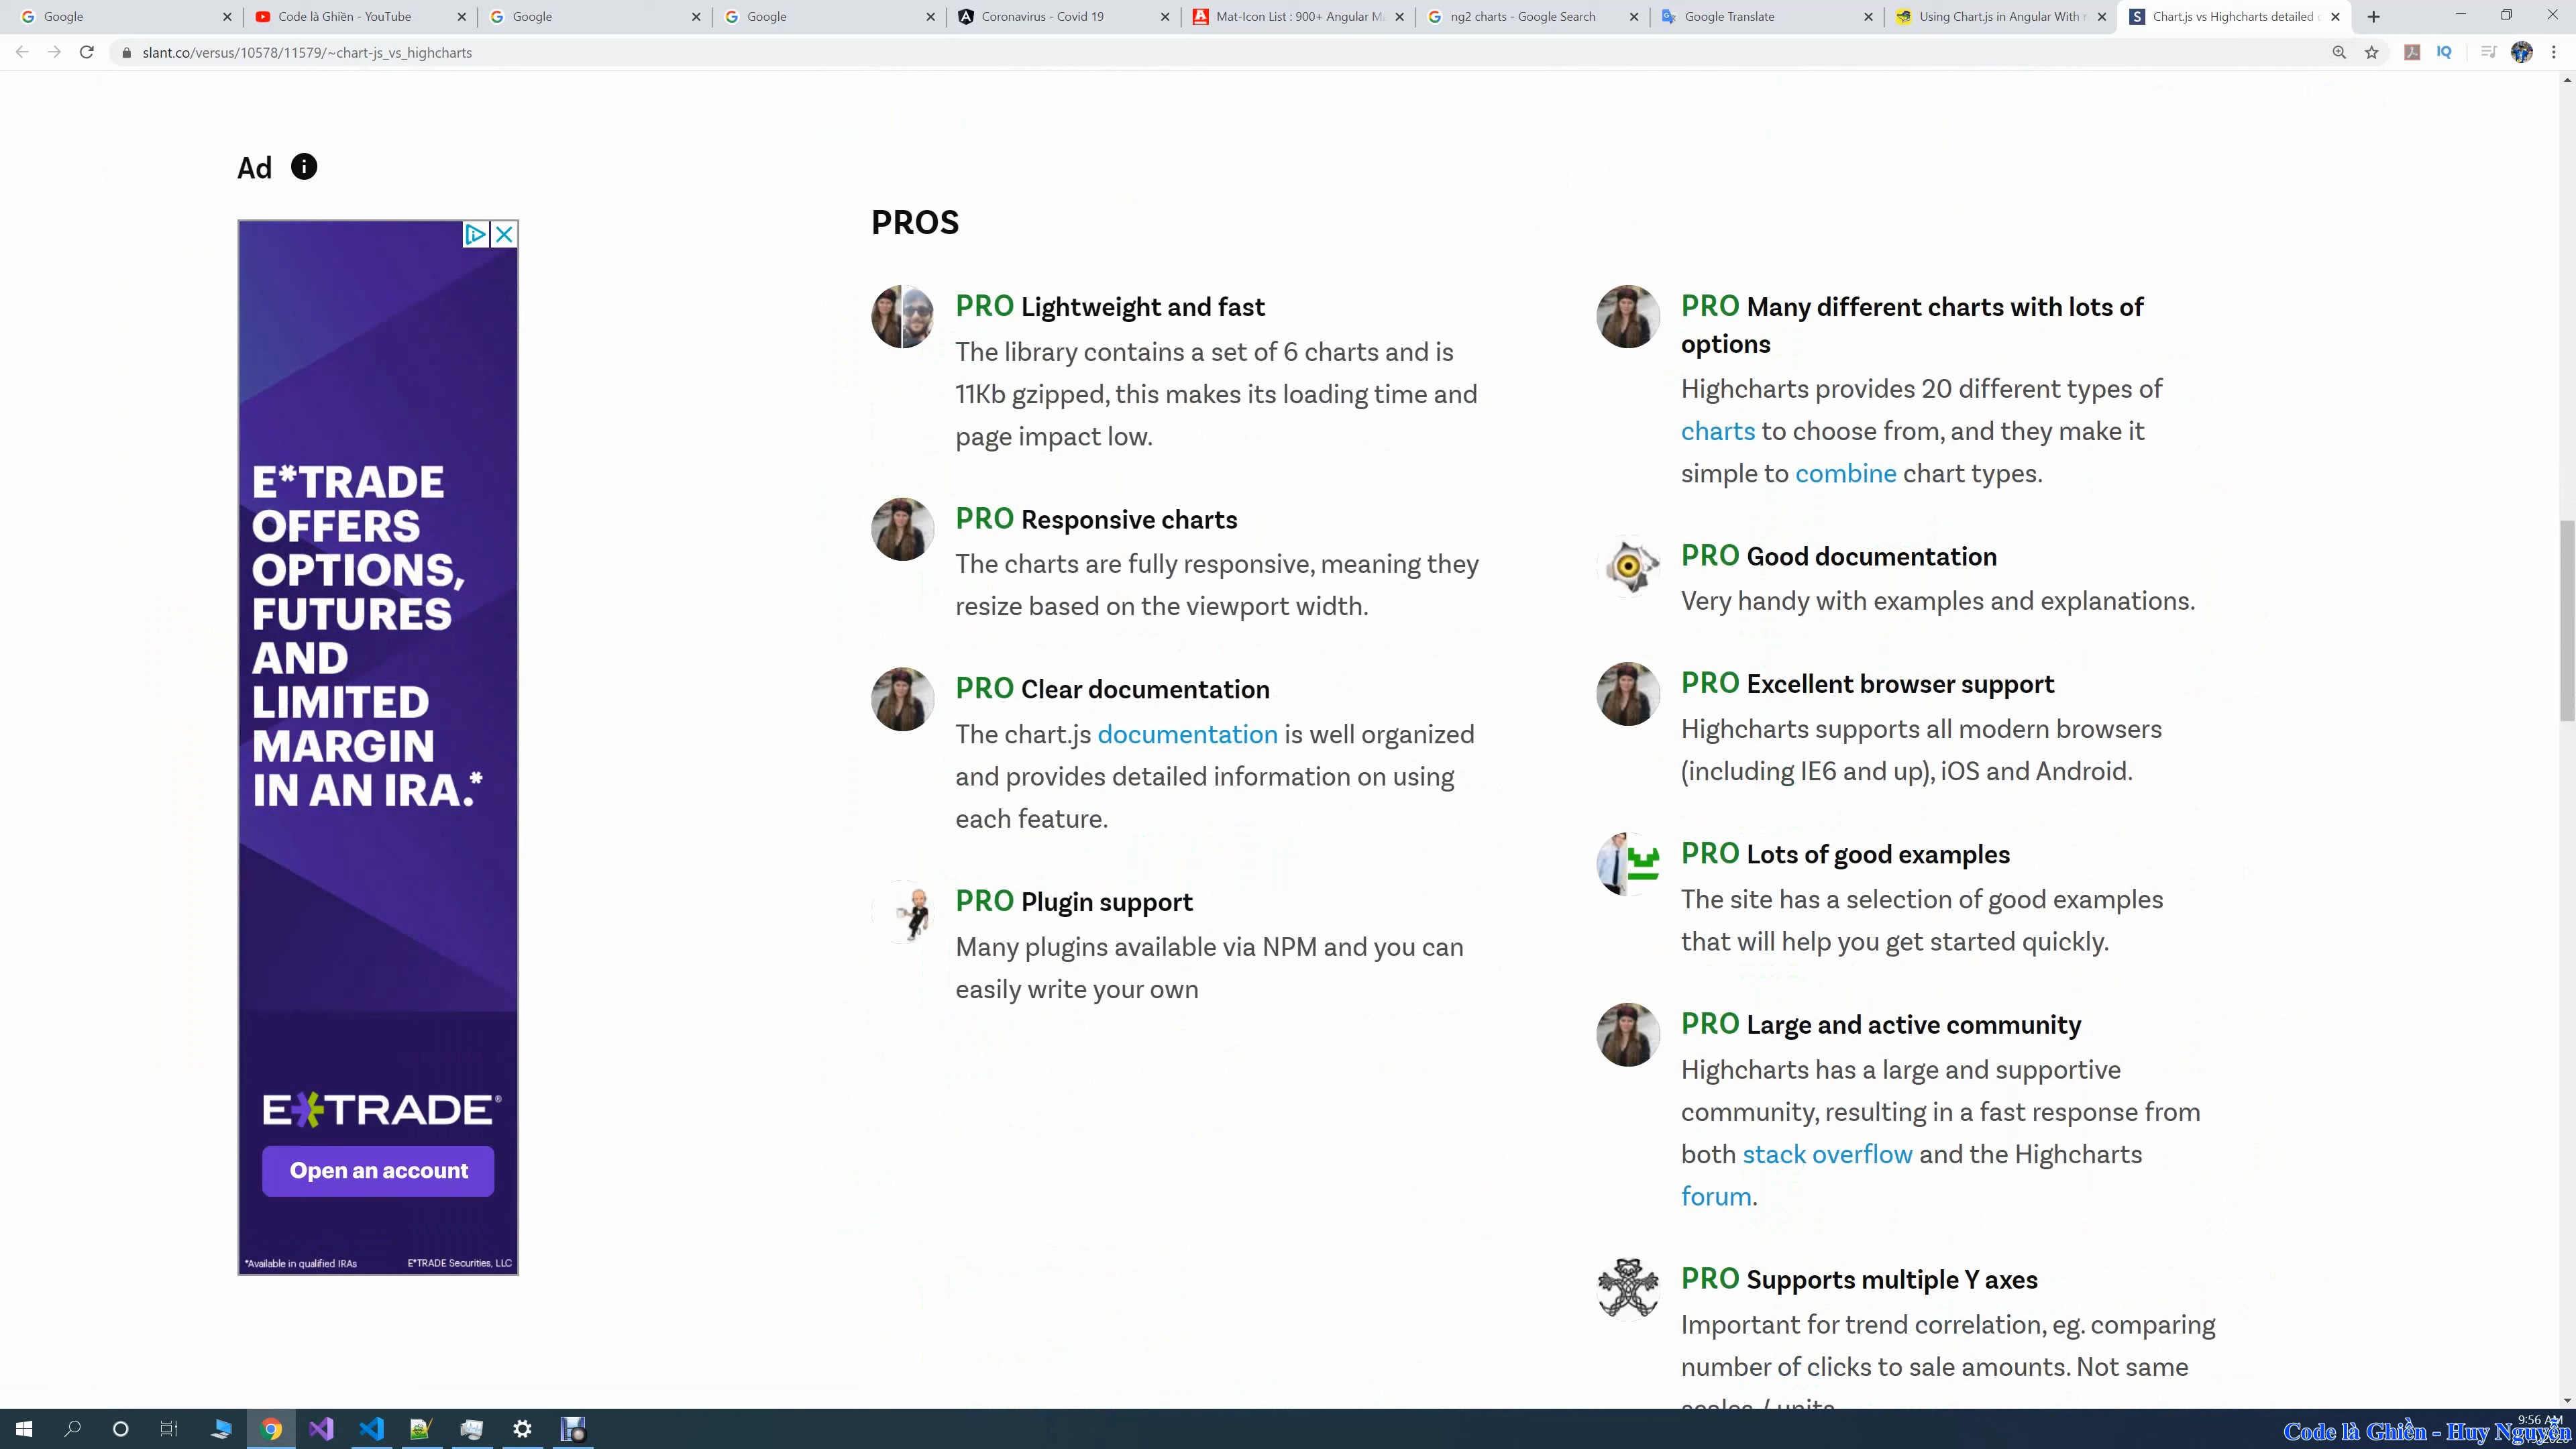 Google
Code là Ghiền - YouTube
Google
Google
Coronavirus - Covid 19
Mat-Icon List : 900+ Angular M
ng2 charts - Google Search
Google Translate
Using Chart.js in Angular With
Chart.js vs Highcharts detailed
slant.co/versus/10578/11579/~chart-js_vs_highcharts
IQ
Ad
E*TRADE
OFFERS
OPTIONS,
FUTURES
AND
LIMITED
MARGIN
IN AN IRA.*
E*TRADE®
Open an account
*Available in qualified IRAs
E*TRADE Securities, LLC
PROS
PRO Lightweight and fast
The library contains a set of 6 charts and is
11Kb gzipped, this makes its loading time and
page impact low.
PRO Responsive charts
The charts are fully responsive, meaning they
resize based on the viewport width.
PRO Clear documentation
The chart.js documentation is well organized
and provides detailed information on using
each feature.
PRO Plugin support
Many plugins available via NPM and you can
easily write your own
PRO Many different charts with lots of
options
Highcharts provides 20 different types of
charts to choose from, and they make it
simple to combine chart types.
PRO Good documentation
Very handy with examples and explanations.
PRO Excellent browser support
Highcharts supports all modern browsers
(including IE6 and up), iOS and Android.
PRO Lots of good examples
The site has a selection of good examples
that will help you get started quickly.
PRO Large and active community
Highcharts has a large and supportive
community, resulting in a fast response from
both stack overflow and the Highcharts
forum.
PRO Supports multiple Y axes
Important for trend correlation, eg. comparing
number of clicks to sale amounts. Not same
scales / units
9:56 AM
Code là Ghiền - Huy Nguyễn